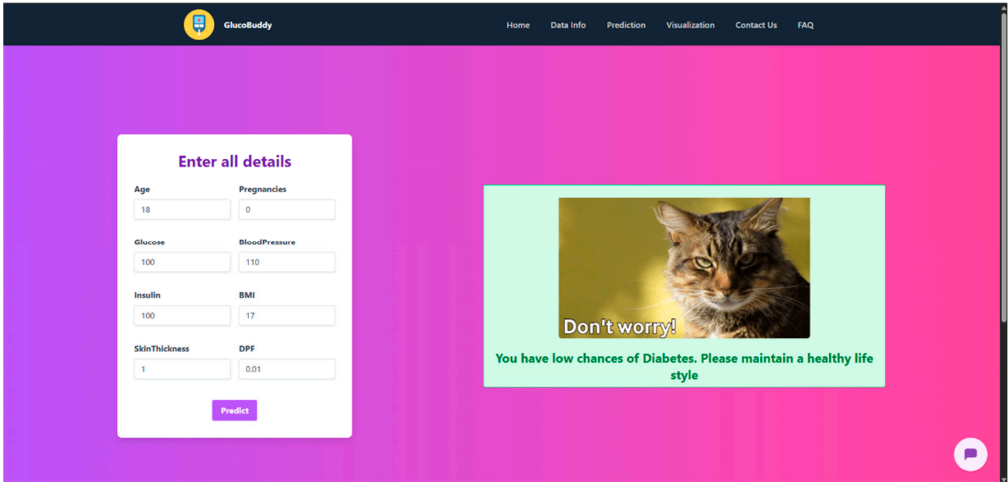 GlucoBuddy
Home Data Info Prediction Visualization Contact Us FAQ
Enter all details
Age Pregnancies
18 0
Glucose BloodPressure
100 110
Insulin BMI
100 17
SkinThickness DPF
1 0.01
Predict
Don't worry!
You have low chances of Diabetes. Please maintain a healthy life
style